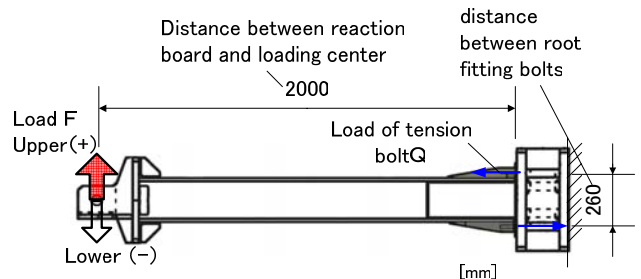 Distance between reaction
board and loading center
2000
distance
between root
fitting bolts
Load F
Upper(+)
Load of tension
boltQ
260
Lower (-)
[mm]